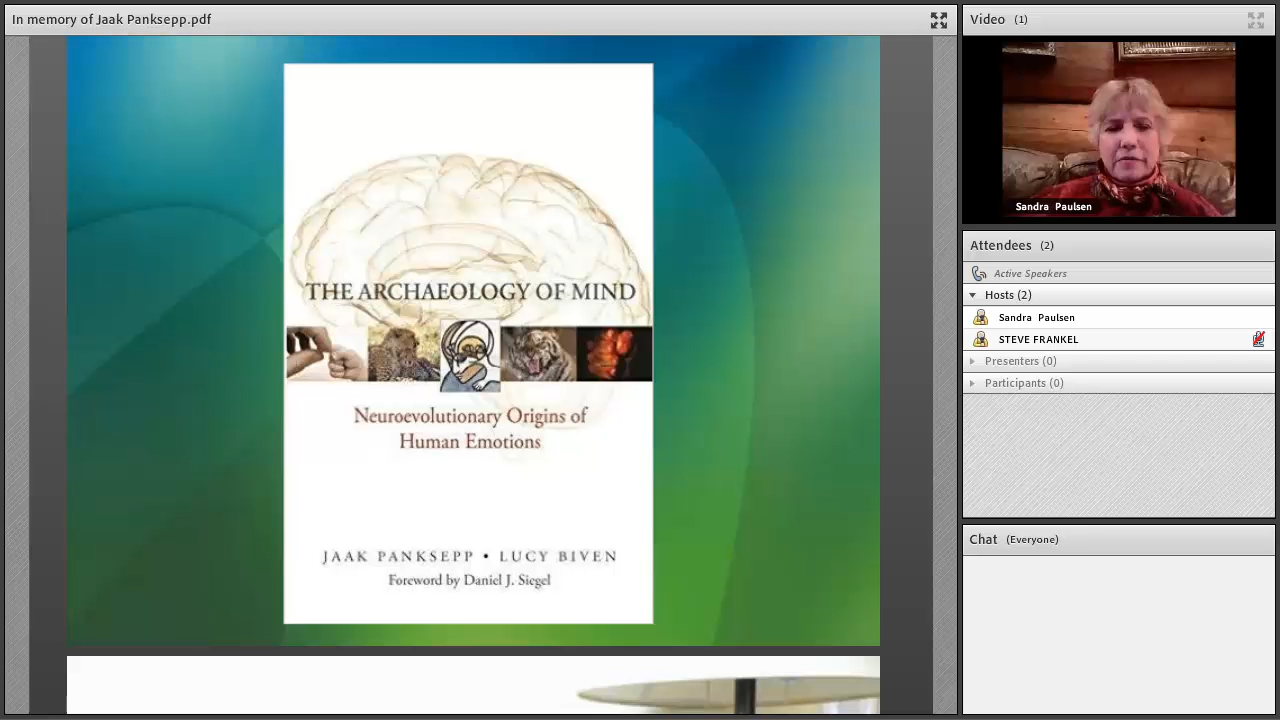 In memory of Jaak Panksepp.pdf
THE ARCHAEOLOGY OF MIND
Neuroevolutionary Origins of
Human Emotions
JAAK PANKSEPP • LUCY BIVEN
Foreword by Daniel J. Siegel
Video (1)
Sandra Paulsen
Attendees (2)
Active Speakers
Hosts (2)
Sandra Paulsen
STEVE FRANKEL
Presenters (0)
Participants (0)
Chat (Everyone)